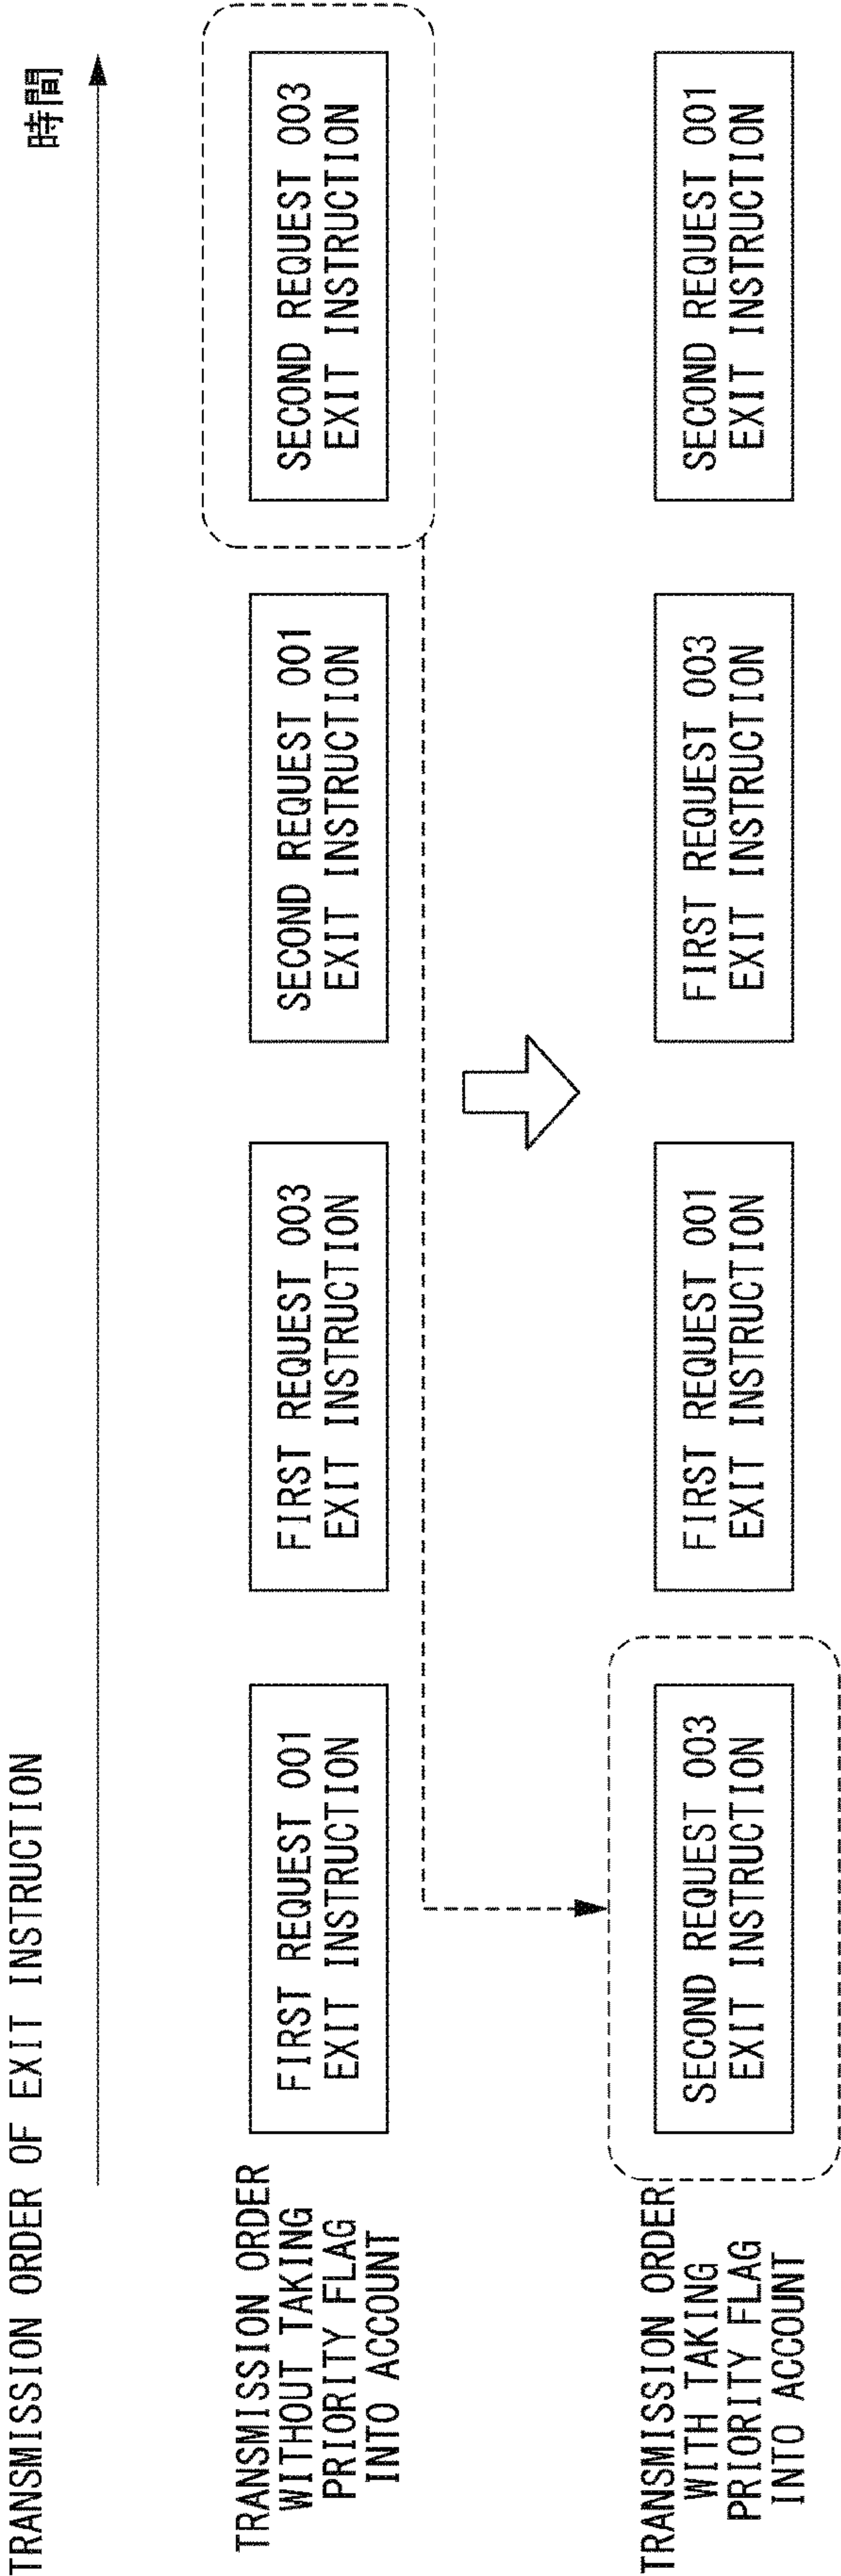 TRANSMISSION ORDER OF EXIT INSTRUCTION
時間
TRANSMISSION ORDER
WITHOUT TAKING
PRIORITY FLAG
INTO ACCOUNT
FIRST REQUEST 001
EXIT INSTRUCTION
FIRST REQUEST 003
EXIT INSTRUCTION
SECOND REQUEST 001
EXIT INSTRUCTION
SECOND REQUEST 003
EXIT INSTRUCTION
TRANSMISSION ORDER
WITH TAKING
PRIORITY FLAG
INTO ACCOUNT
SECOND REQUEST 003
EXIT INSTRUCTION
FIRST REQUEST 001
EXIT INSTRUCTION
FIRST REQUEST 003
EXIT INSTRUCTION
SECOND REQUEST 001
EXIT INSTRUCTION